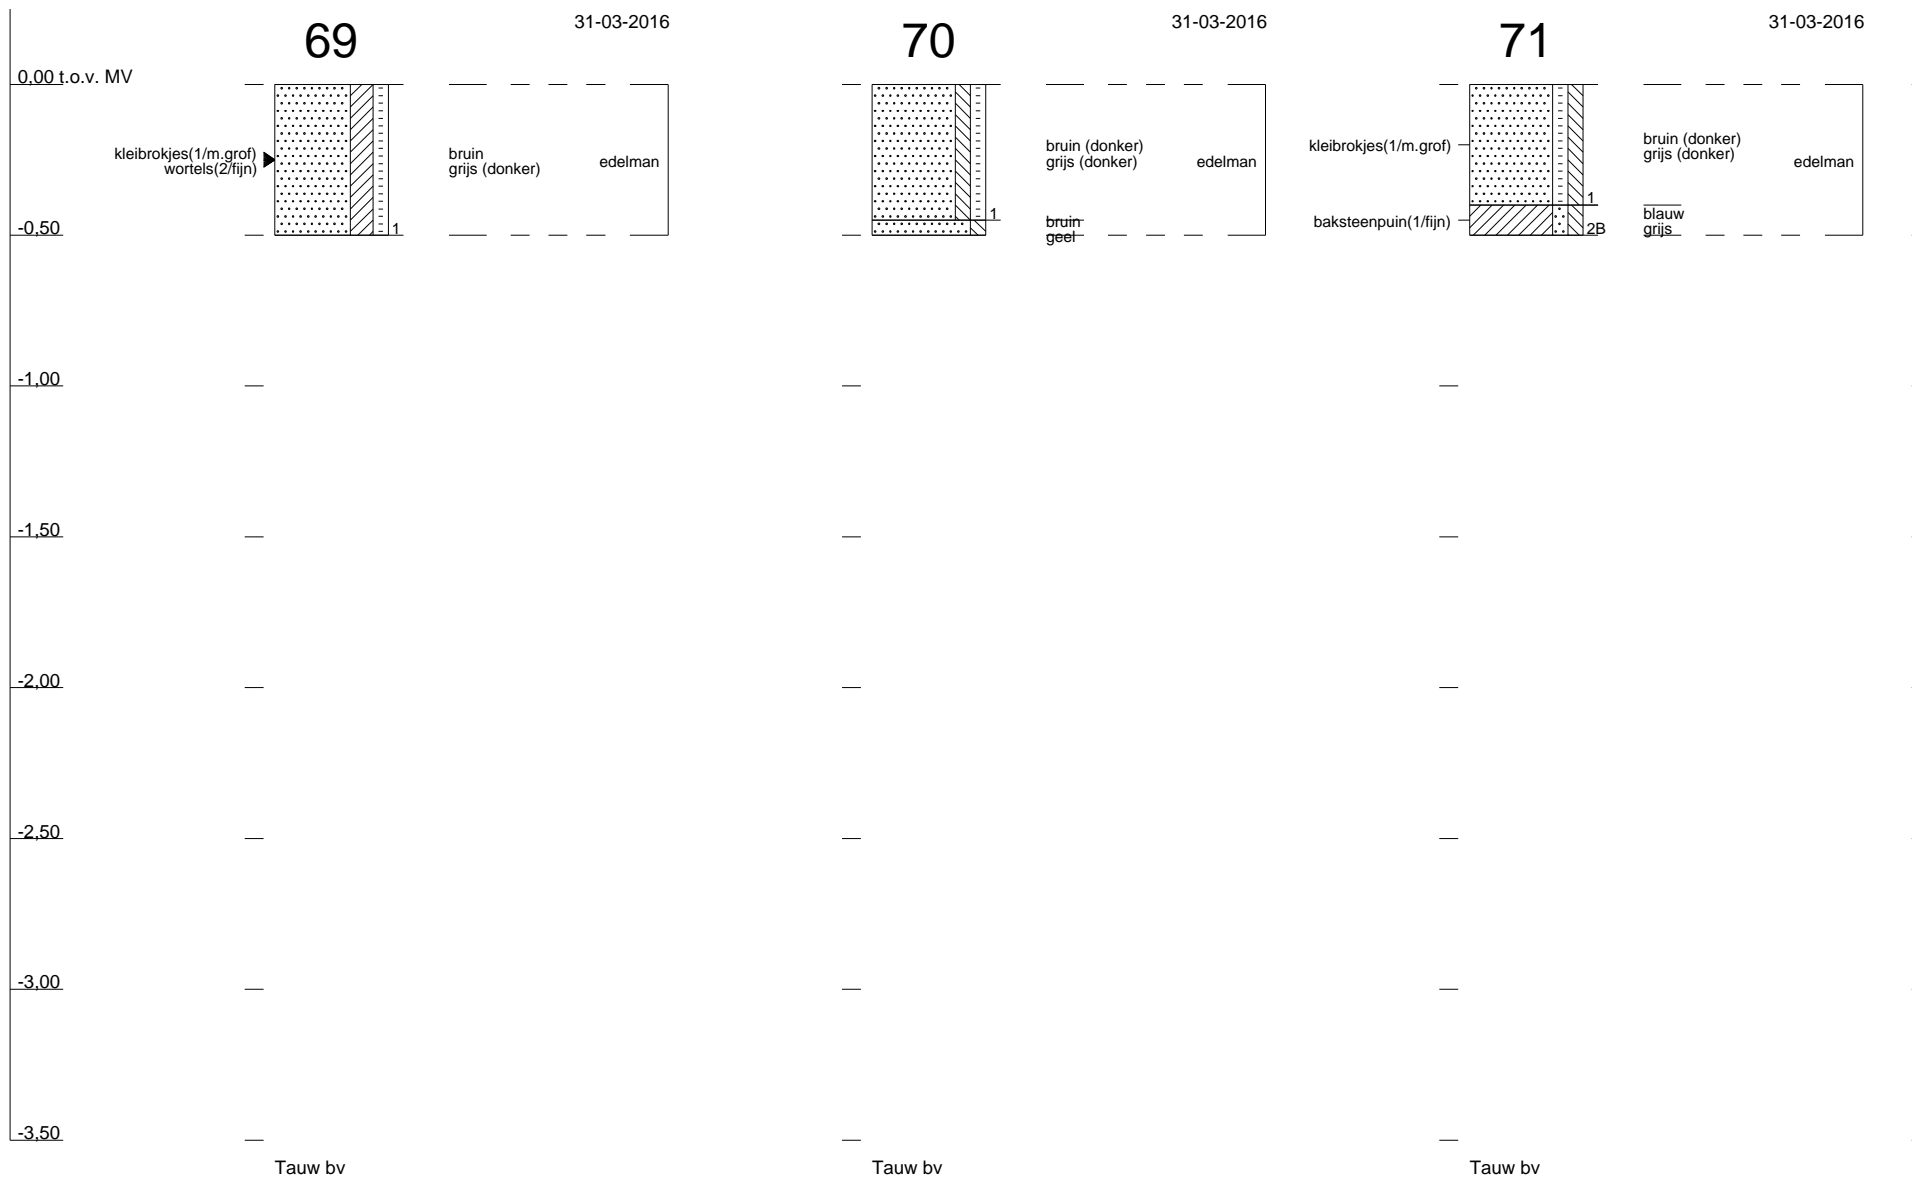 69
31-03-2016
70
31-03-2016
71
31-03-2016
0,00 t.o.v. MV
kleibrokjes(1/m.grof)
wortels(2/fijn)
bruin
grijs (donker)
edelman
1
bruin (donker)
grijs (donker)
edelman
1
bruin
geel
kleibrokjes(1/m.grof)
bruin (donker)
grijs (donker)
edelman
1
baksteenpuin(1/fijn)
2B
blauw
grijs
-0,50
-1,00
-1,50
-2,00
-2,50
-3,00
-3,50
Tauw bv
Tauw bv
Tauw bv